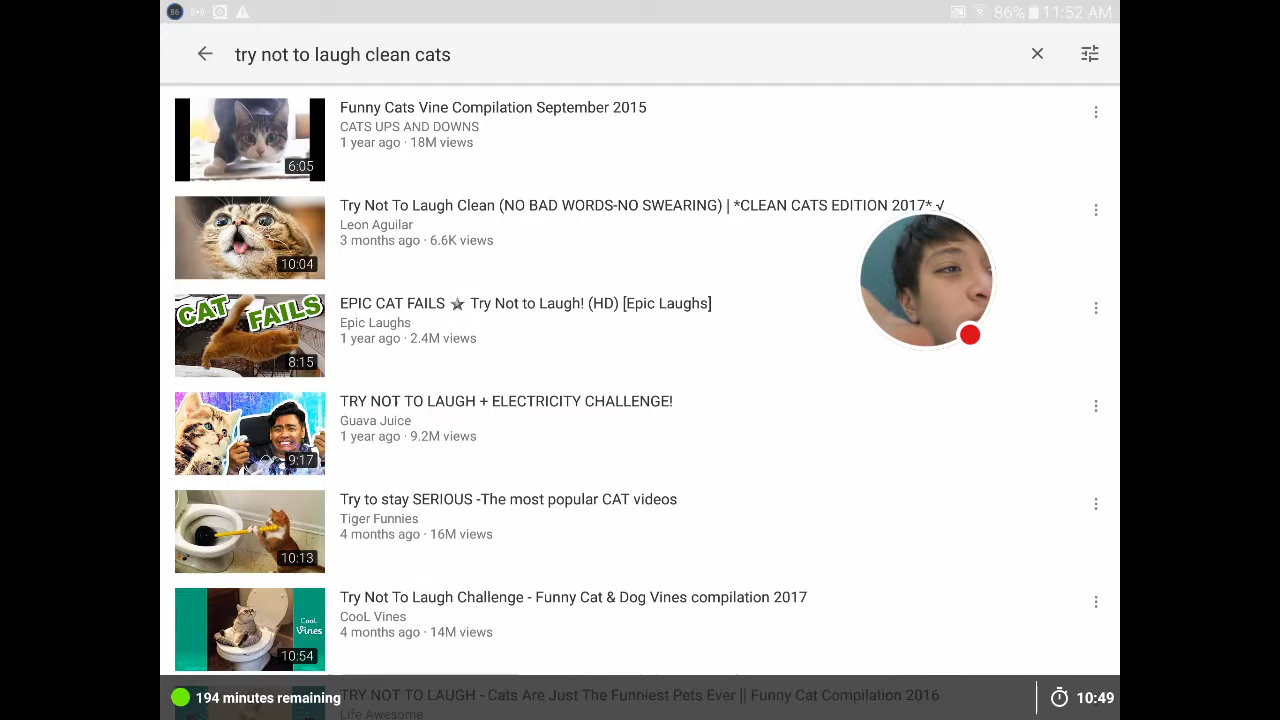 86
86% 11:52 AM
try not to laugh clean cats
Funny Cats Vine Compilation September 2015
CATS UPS AND DOWNS
1 year ago · 18M views
6:05
Try Not To Laugh Clean (NO BAD WORDS-NO SWEARING) | *CLEAN CATS EDITION 2017* √
Leon Aguilar
3 months ago · 6.6K views
10:04
EPIC CAT FAILS ★ Try Not to Laugh! (HD) [Epic Laughs]
Epic Laughs
1 year ago · 2.4M views
CAT FAILS
8:15
TRY NOT TO LAUGH + ELECTRICITY CHALLENGE!
Guava Juice
1 year ago · 9.2M views
9:17
Try to stay SERIOUS -The most popular CAT videos
Tiger Funnies
4 months ago · 16M views
10:13
Try Not To Laugh Challenge - Funny Cat & Dog Vines compilation 2017
CooL Vines
4 months ago · 14M views
CooL
Vines
10:54
TRY NOT TO LAUGH - Cats Are Just The Funniest Pets Ever || Funny Cat Compilation 2016
Life Awesome
194 minutes remaining
10:49